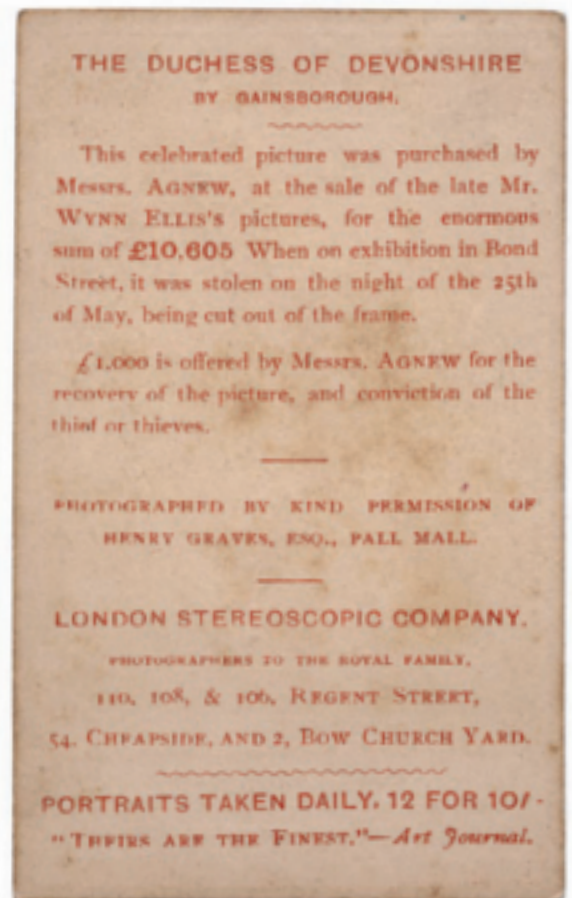 THE DUCHESS OF DEVONSHIRE
BY GAINSBOROUGH.
This celebrated picture was purchased by
Messrs. AGNEW, at the sale of the late Mr.
WYNN ELLIS'S pictures, for the enormous
sum of £10,605 When on exhibition in Bond
Street, it was stolen on the night of the 25th
of May, being cut out of the frame.
£1,000 is offered by Messrs. AGNEW for the
recovery of the picture, and conviction of the
thief or thieves.
PHOTOGRAPHED BY KIND PERMISSION OF
HENRY GRAVES, ESQ., PALL MALL.
LONDON STEREOSCOPIC COMPANY,
PHOTOGRAPHERS TO THE ROYAL FAMILY,
110, 108, & 106, REGENT STREET,
54, CHEAPSIDE, AND 2, BOW CHURCH YARD.
PORTRAITS TAKEN DAILY. 12 FOR 10/-
"THEIRS ARE THE FINEST."—Art Journal.